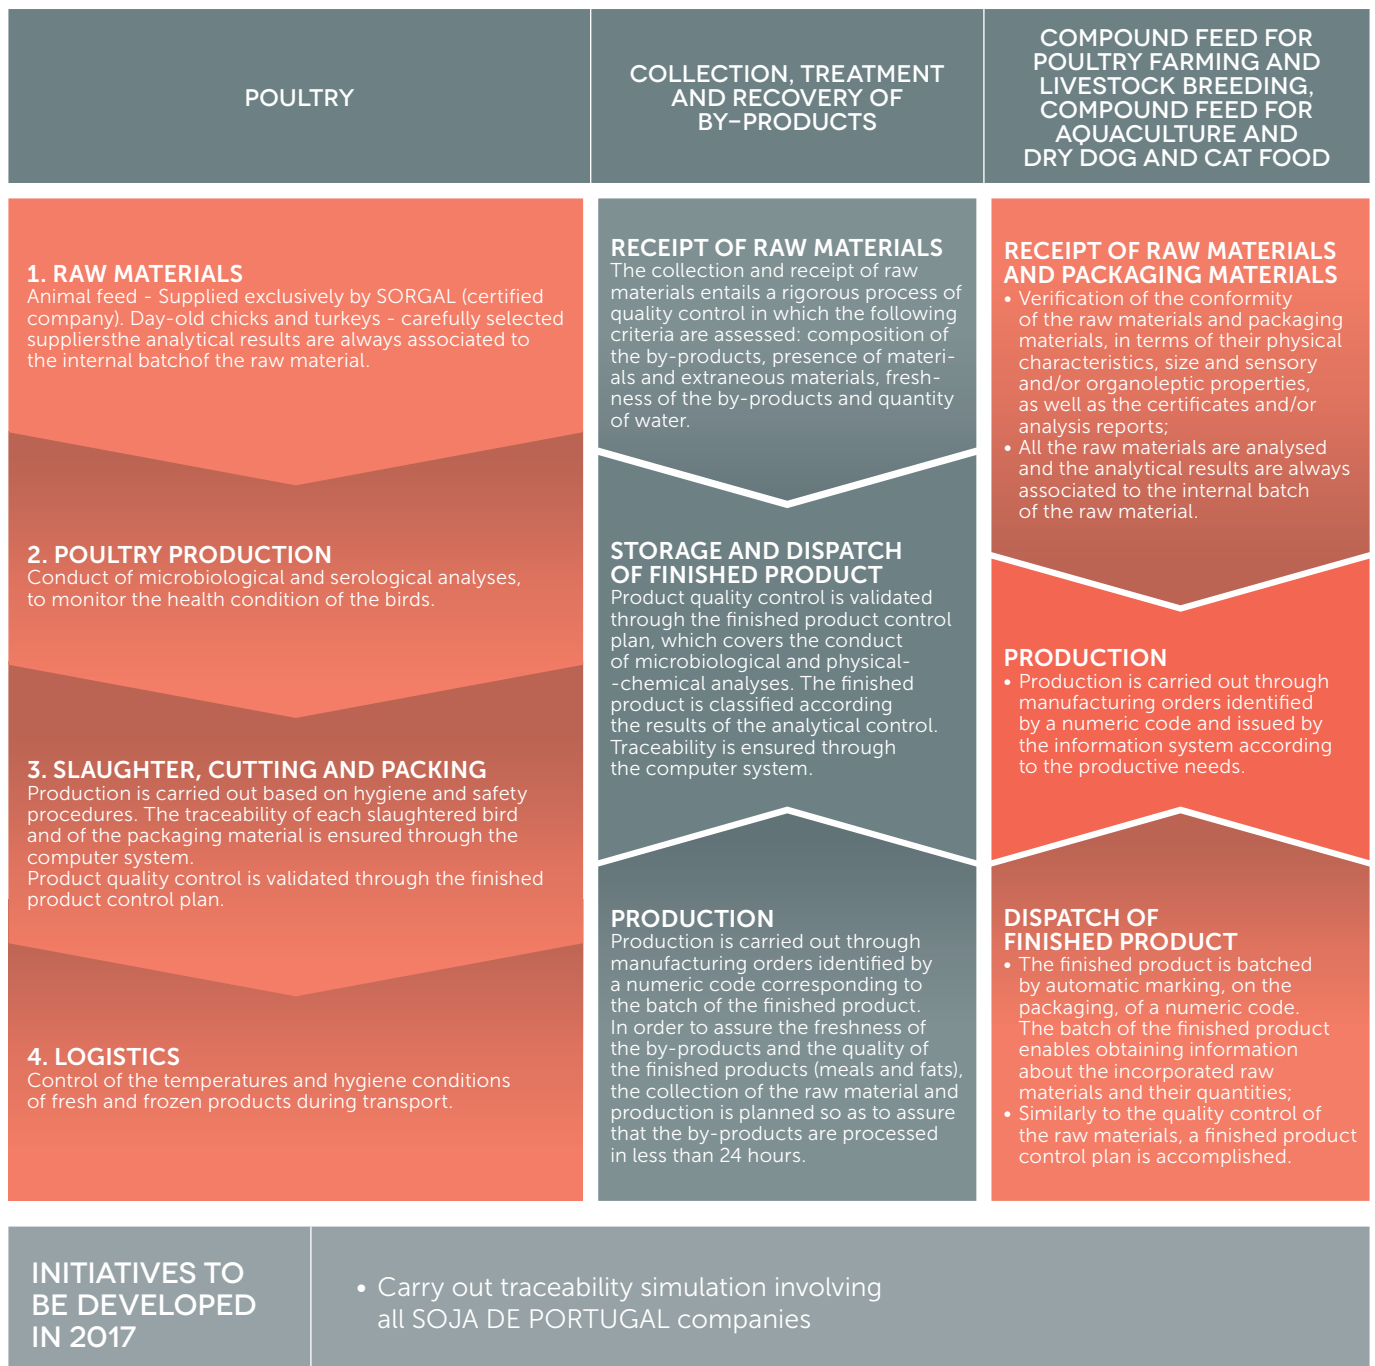 POULTRY
COLLECTION, TREATMENT
AND RECOVERY OF
BY-PRODUCTS
COMPOUND FEED FOR
POULTRY FARMING AND
LIVESTOCK BREEDING,
COMPOUND FEED FOR
AQUACULTURE AND
DRY DOG AND CAT FOOD
1. RAW MATERIALS
Animal feed - Supplied exclusively by SORGAL (certified
company). Day-old chicks and turkeys - carefully selected
suppliersthe analytical results are always associated to
the internal batchof the raw material.
2. POULTRY PRODUCTION
Conduct of microbiological and serological analyses,
to monitor the health condition of the birds.
3. SLAUGHTER, CUTTING AND PACKING
Production is carried out based on hygiene and safety
procedures. The traceability of each slaughtered bird
and of the packaging material is ensured through the
computer system.
Product quality control is validated through the finished
product control plan.
4. LOGISTICS
Control of the temperatures and hygiene conditions
of fresh and frozen products during transport.
RECEIPT OF RAW MATERIALS
The collection and receipt of raw
materials entails a rigorous process of
quality control in which the following
criteria are assessed: composition of
the by-products, presence of materi-
als and extraneous materials, fresh-
ness of the by-products and quantity
of water.
STORAGE AND DISPATCH
OF FINISHED PRODUCT
Product quality control is validated
through the finished product control
plan, which covers the conduct
of microbiological and physical-
-chemical analyses. The finished
product is classified according
the results of the analytical control.
Traceability is ensured through
the computer system.
PRODUCTION
Production is carried out through
manufacturing orders identified by
a numeric code corresponding to
the batch of the finished product.
In order to assure the freshness of
the by-products and the quality of
the finished products (meals and fats),
the collection of the raw material and
production is planned so as to assure
that the by-products are processed
in less than 24 hours.
RECEIPT OF RAW MATERIALS
AND PACKAGING MATERIALS
• Verification of the conformity
of the raw materials and packaging
materials, in terms of their physical
characteristics, size and sensory
and/or organoleptic properties,
as well as the certificates and/or
analysis reports;
• All the raw materials are analysed
and the analytical results are always
associated to the internal batch
of the raw material.
PRODUCTION
• Production is carried out through
manufacturing orders identified
by a numeric code and issued by
the information system according
to the productive needs.
DISPATCH OF
FINISHED PRODUCT
• The finished product is batched
by automatic marking, on the
packaging, of a numeric code.
The batch of the finished product
enables obtaining information
about the incorporated raw
materials and their quantities;
• Similarly to the quality control of
the raw materials, a finished product
control plan is accomplished.
INITIATIVES TO
BE DEVELOPED
IN 2017
• Carry out traceability simulation involving
all SOJA DE PORTUGAL companies